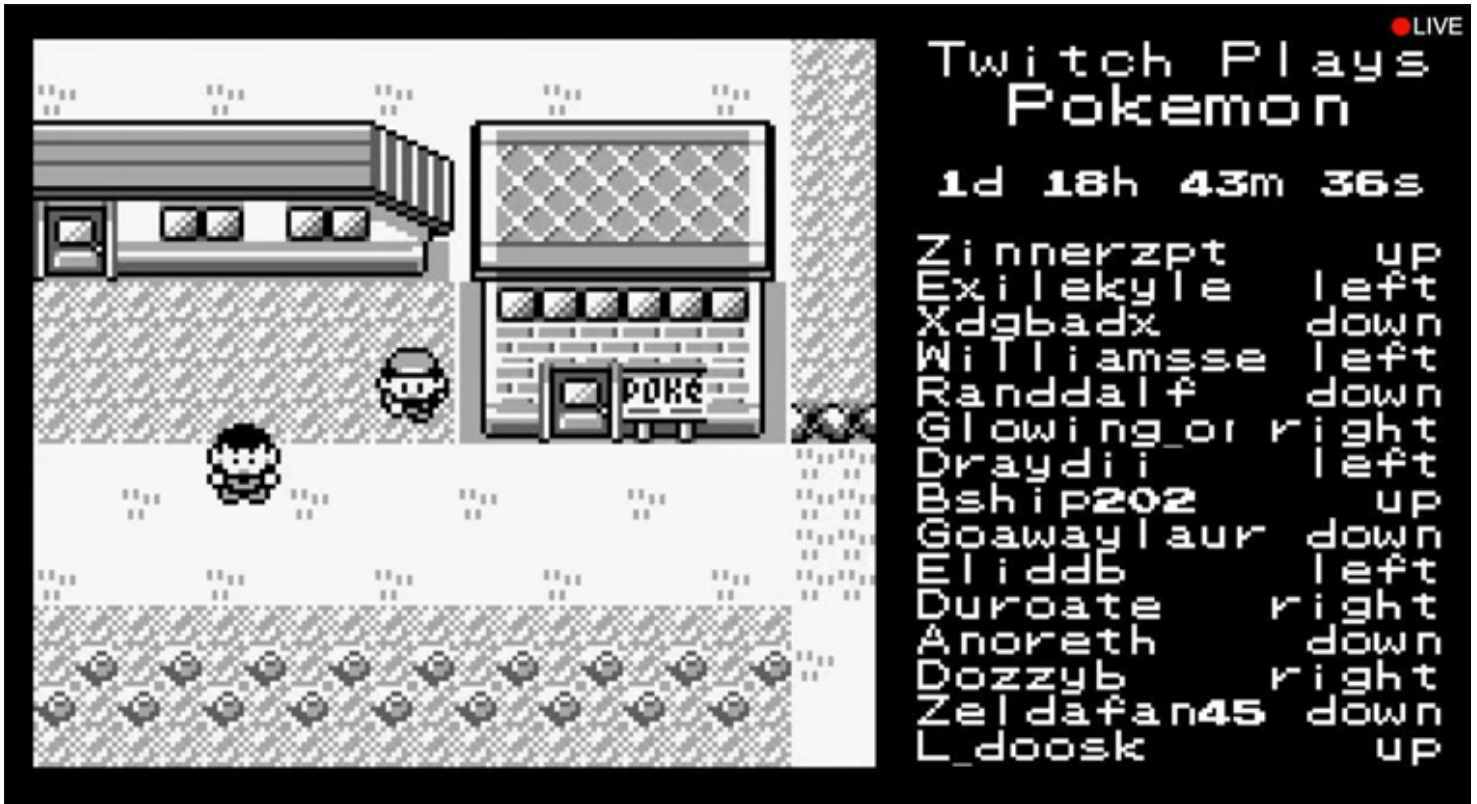 LIVE
Twitch Plays
Pokemon
1d 18h 43m 36s
Zinnerzpt up
Exilekyle left
Xdgbadx down
Williamsse left
Randdalf down
Glowing_or right
Draydii left
Bship202 up
Goawaylaur down
Eliddb left
Duroate right
Anoreth down
Dozzyb right
Zeldafan45 down
L_doosk up
POKé